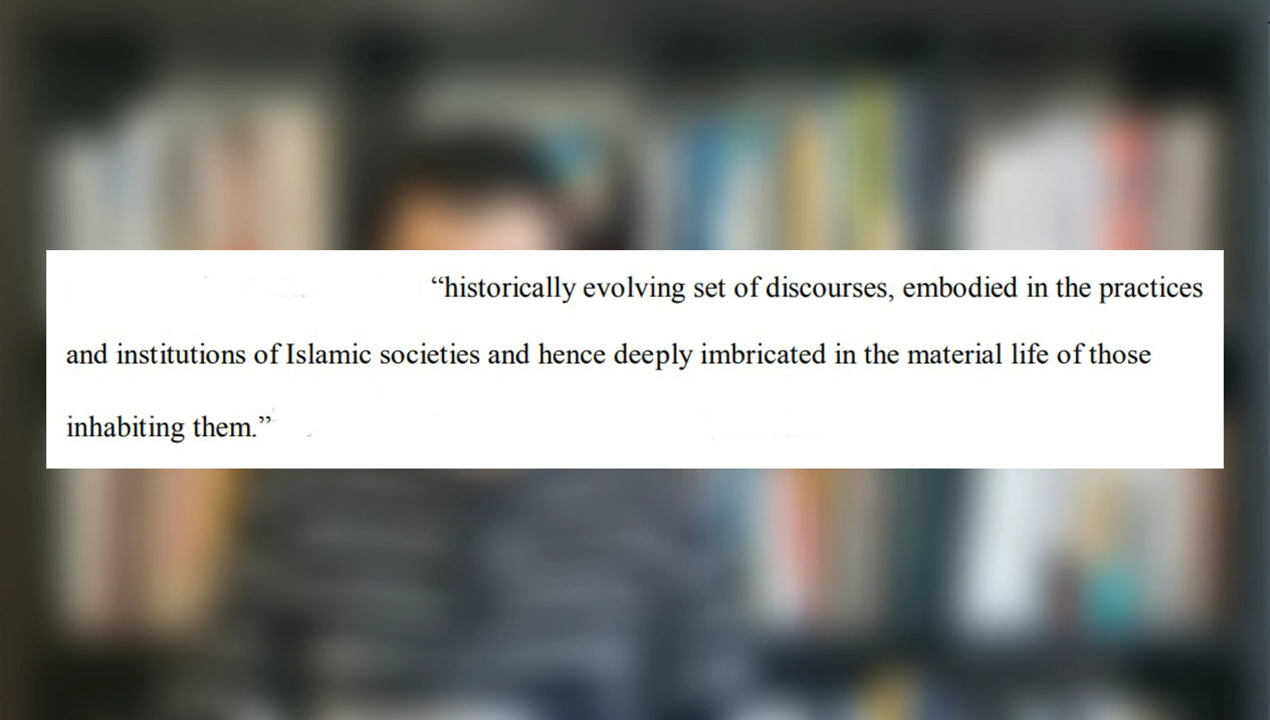 “historically evolving set of discourses, embodied in the practices
and institutions of Islamic societies and hence deeply imbricated in the material life of those
inhabiting them.”